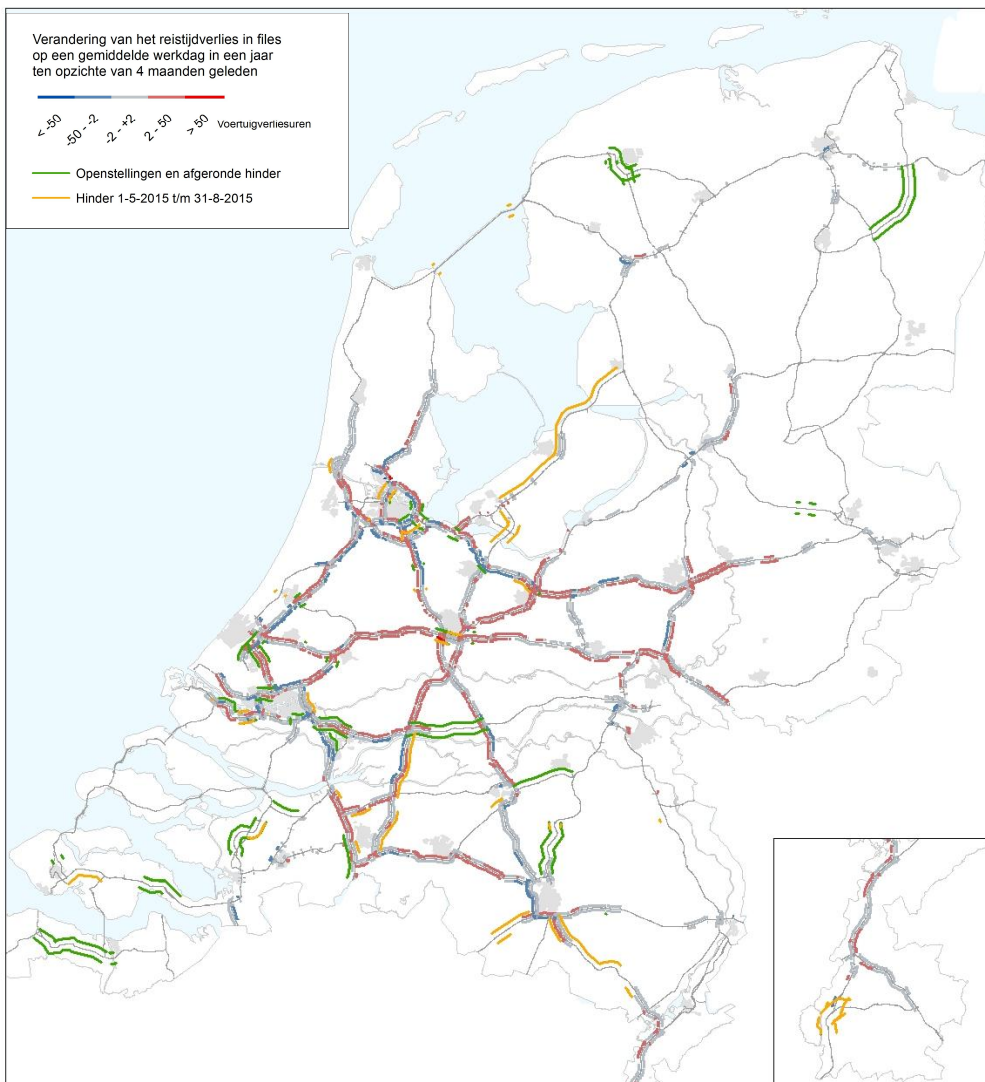 Verandering van het reistijdverlies in files
op een gemiddelde werkdag in een jaar
ten opzichte van 4 maanden geleden
< -50
-50 - -2
-2 - +2
2 - 50
> 50
Voertuigverliesuren
Openstellingen en afgeronde hinder
Hinder 1-5-2015 t/m 31-8-2015